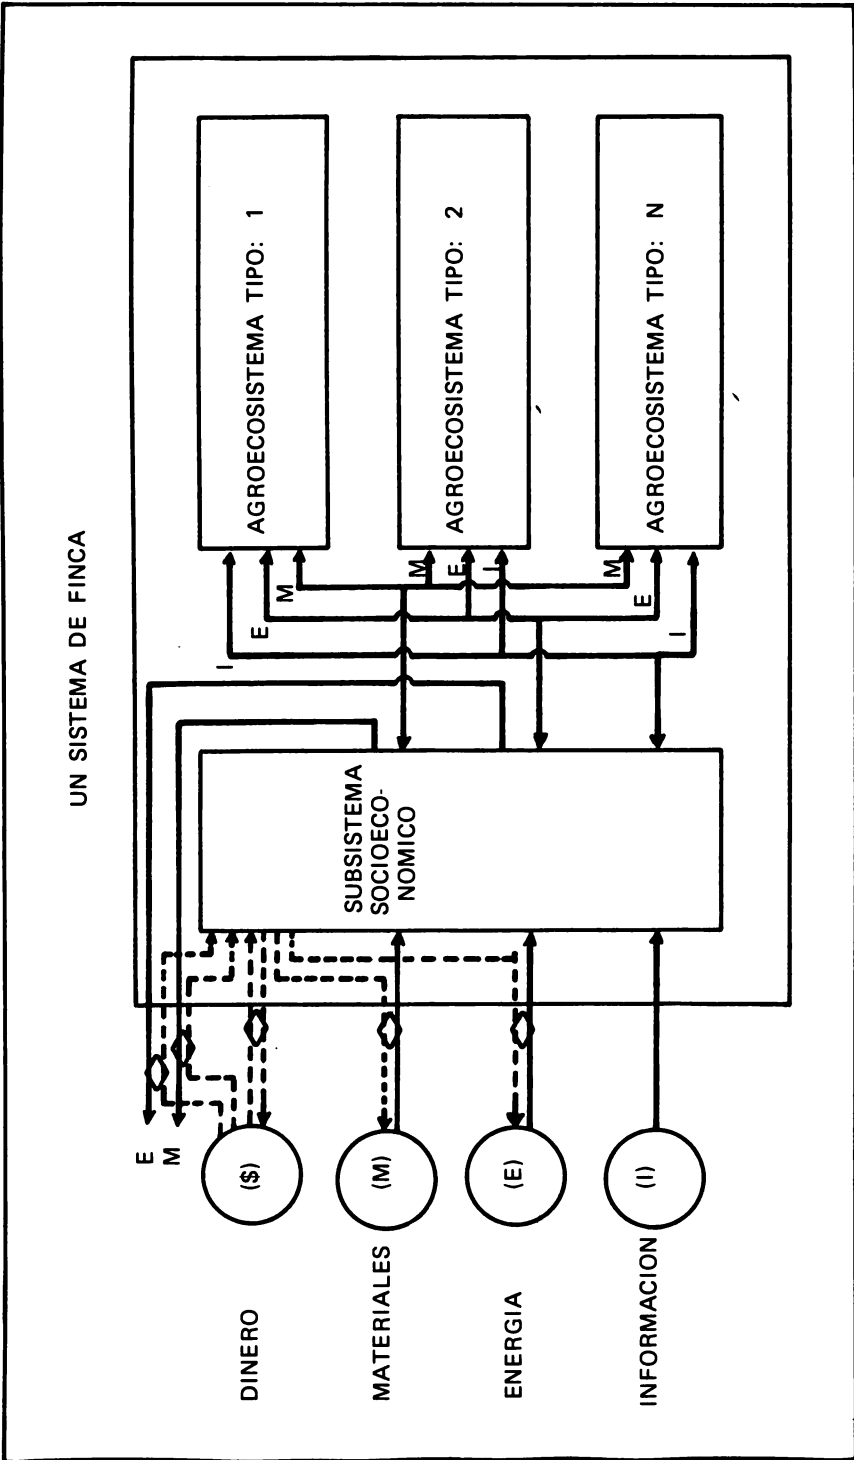 UN SISTEMA DE FINCA
E
M
DINERO
($)
MATERIALES
(M)
ENERGIA
(E)
INFORMACION
(I)
SUBSISTEMA
SOCIOECO-
NOMICO
I
E
M
AGROECOSISTEMA TIPO: 1
M
E
I
AGROECOSISTEMA TIPO: 2
M
E
I
AGROECOSISTEMA TIPO: N